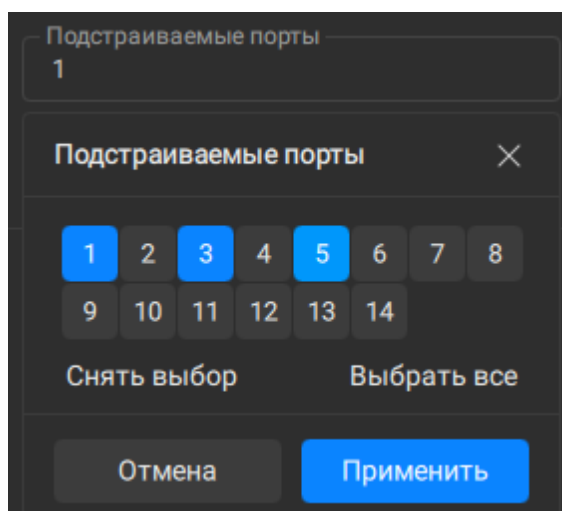 Подстраиваемые порты
1
Подстраиваемые порты
1 2 3 4 5 6 7 8
9 10 11 12 13 14
Снять выбор Выбрать все
Отмена Применить